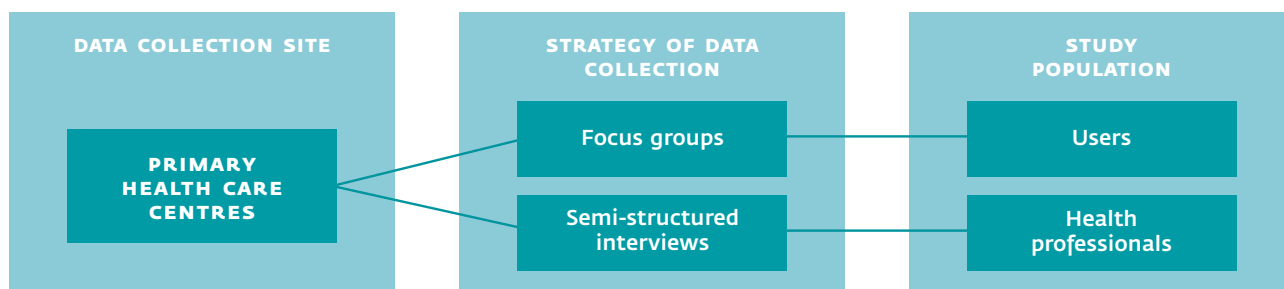 DATA COLLECTION SITE
PRIMARY
HEALTH CARE
CENTRES
STRATEGY OF DATA
COLLECTION
Focus groups
Semi-structured
interviews
STUDY
POPULATION
Users
Health
professionals